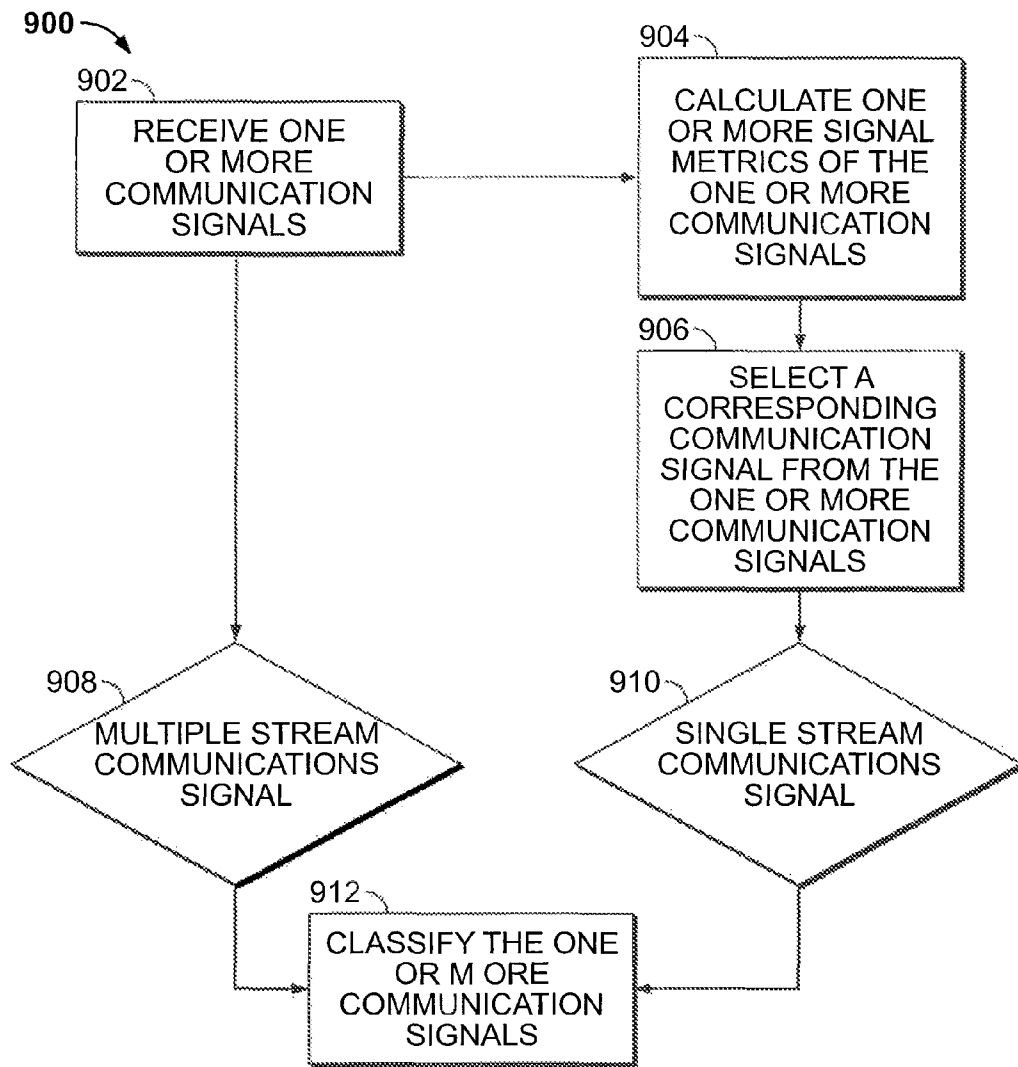 900
902
RECEIVE ONE
OR MORE
COMMUNICATION
SIGNALS
904
CALCULATE ONE
OR MORE SIGNAL
METRICS OF THE
ONE OR MORE
COMMUNICATION
SIGNALS
906
SELECT A
CORRESPONDING
COMMUNICATION
SIGNAL FROM THE
ONE OR MORE
COMMUNICATION
SIGNALS
908
MULTIPLE STREAM
COMMUNICATIONS
SIGNAL
910
SINGLE STREAM
COMMUNICATIONS
SIGNAL
912
CLASSIFY THE ONE
OR M ORE
COMMUNICATION
SIGNALS